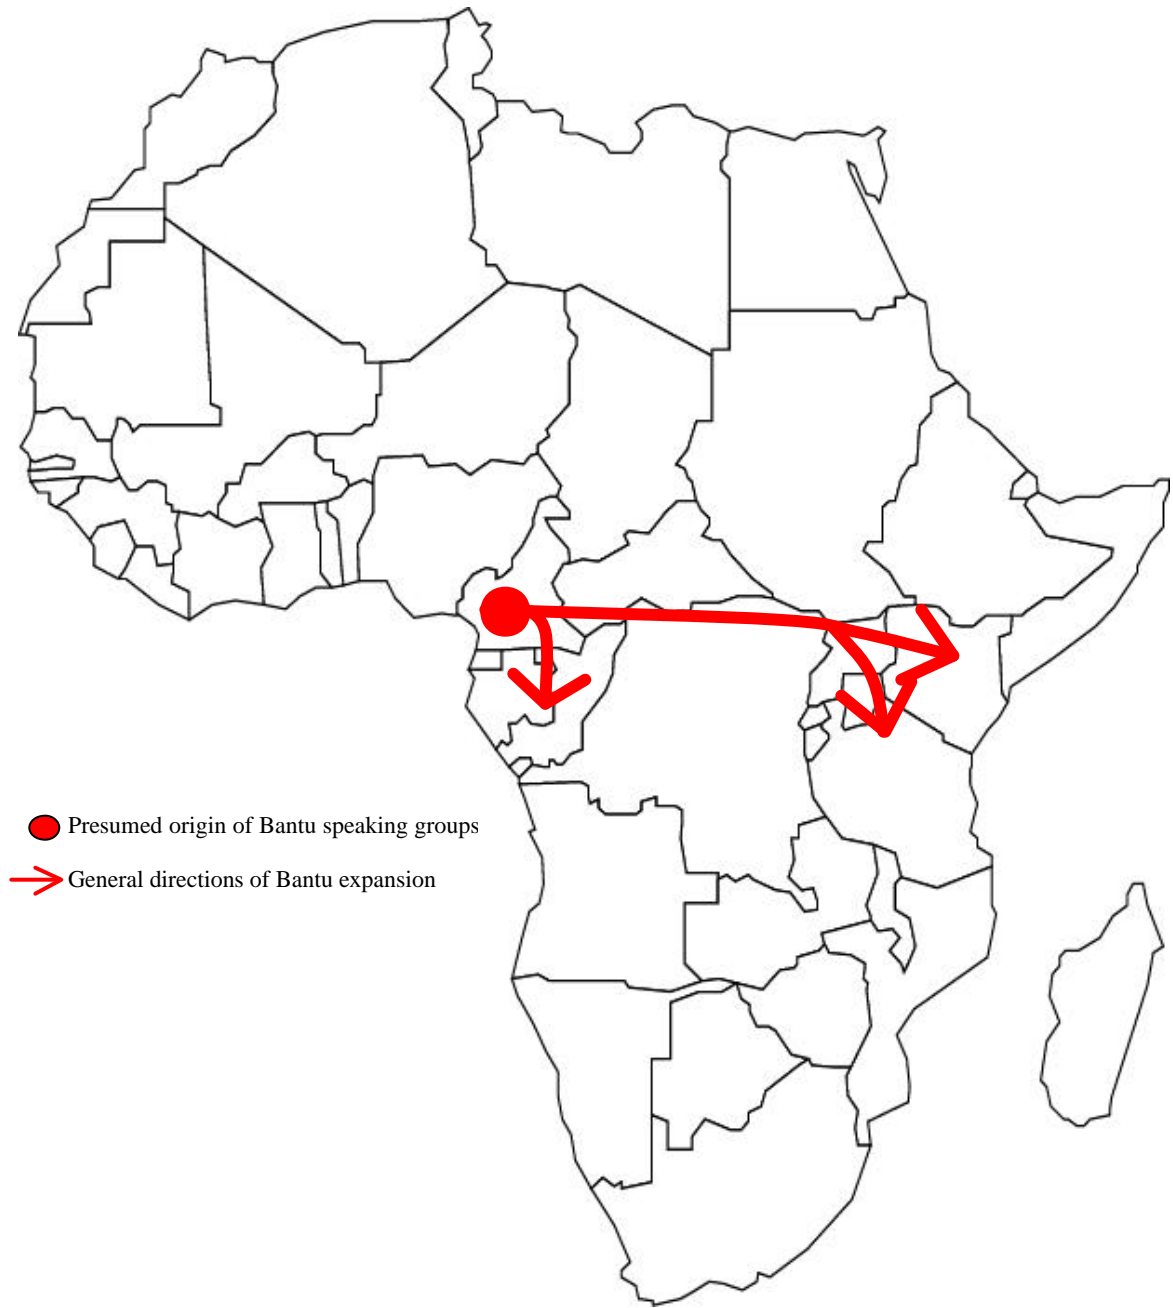 Presumed origin of Bantu speaking groups
General directions of Bantu expansion